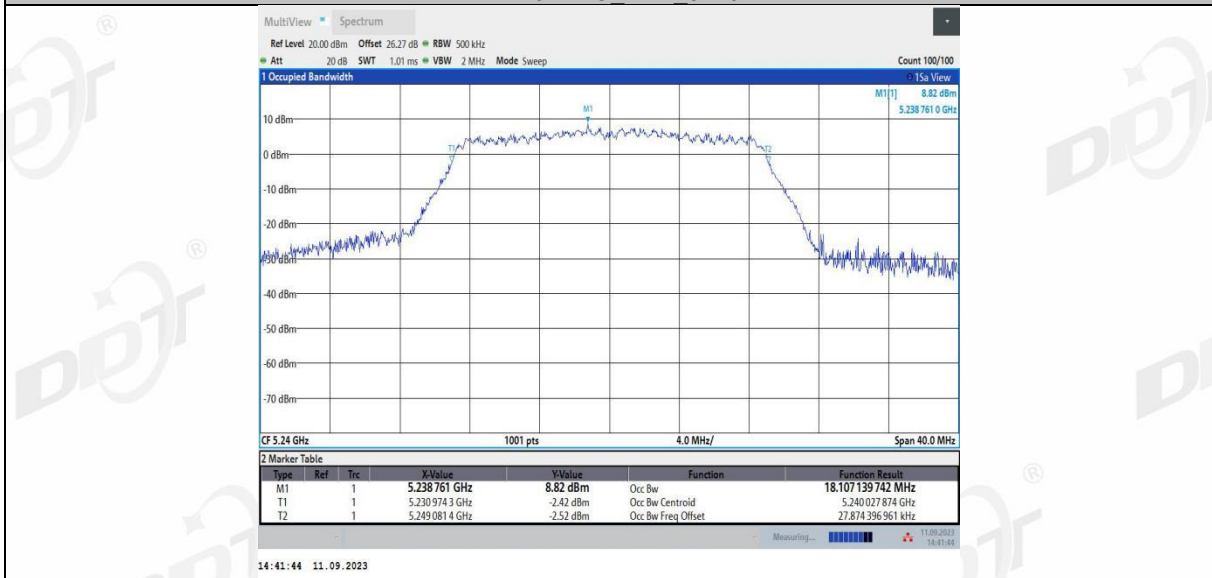 MultiView Spectrum
Ref Level 20.00 dBm Offset 26.27 dB RBW 500 kHz
Att 20 dB SWT 1.01 ms VBW 2 MHz Mode Sweep Count 100/100
1 Occupied Bandwidth 1Sa View
M1[1] 8.82 dBm
5.238 761 0 GHz
M1
10 dBm
T1
T2
0 dBm
-10 dBm
-20 dBm
-30 dBm
-40 dBm
-50 dBm
-60 dBm
-70 dBm
CF 5.24 GHz 1001 pts 4.0 MHz/ Span 40.0 MHz
2 Marker Table
Type Ref Trc X-Value Y-Value Function Function Result
M1 1 5.238 761 GHz 8.82 dBm Occ Bw 18.107 139 742 MHz
T1 1 5.230 974 3 GHz -2.42 dBm Occ Bw Centroid 5.240 027 874 GHz
T2 1 5.249 081 4 GHz -2.52 dBm Occ Bw Freq Offset 27.874 396 961 kHz
Measuring... 11.09.2023
14:41:44
14:41:44 11.09.2023
DDT ®
DDT
DDT ®
DDT
®